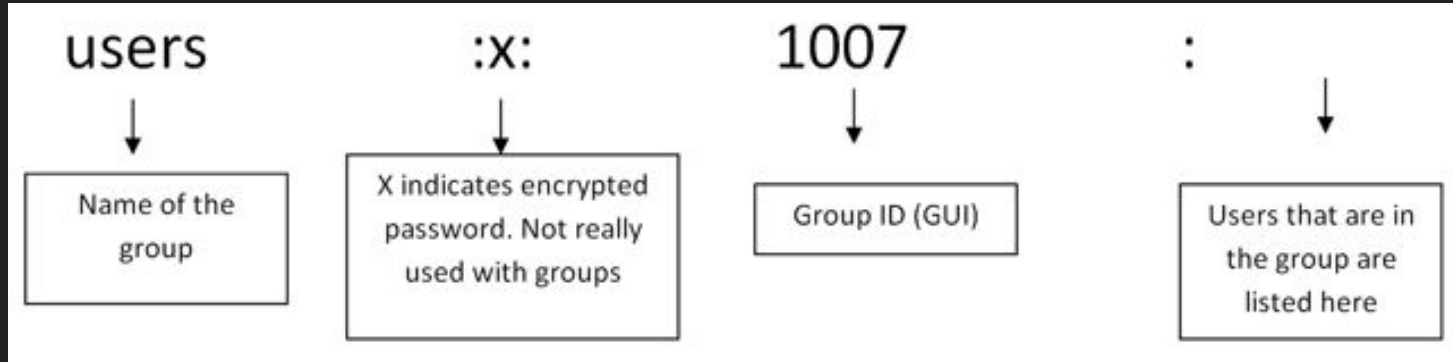 users :x: 1007 :
Name of the
group
X indicates encrypted
password. Not really
used with groups
Group ID (GUI)
Users that are in
the group are
listed here